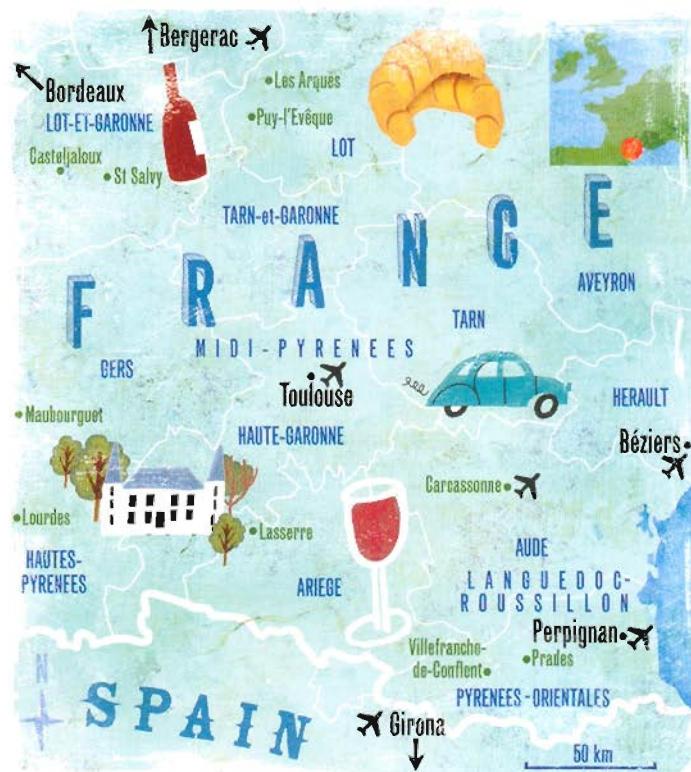 Bergerac
Bordeaux
LOT-ET-GARONNE
Les Arques
Puy-l'Evêque
LOT
Casteljaloux
St Salvy
TARN-et-GARONNE
FRANCE
AVEYRON
TARN
MIDI-PYRENEES
GERS
Toulouse
HERAULT
Maubourguet
HAUTE-GARONNE
Béziers
Carcassonne
Lourdes
Lasserre
HAUTES-
PYRENEES
ARIEGE
AUDE
LANGUEDOC-
ROUSSILLON
Perpignan
Villefranche-
de-Conflent
Prades
PYRENEES-ORIENTALES
N
SPAIN
Girona
50 km